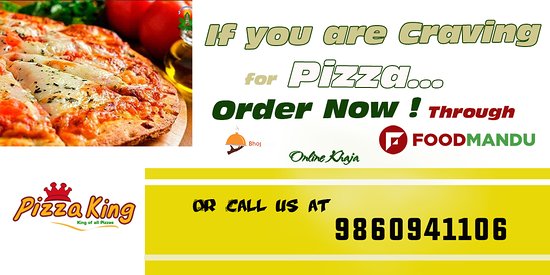 If you are Craving
for Pizza...
Order Now ! Through
Bhoj
FOODMANDU
Online Khaja
Pizza King
King of all Pizzas
OR CALL US AT
9860941106